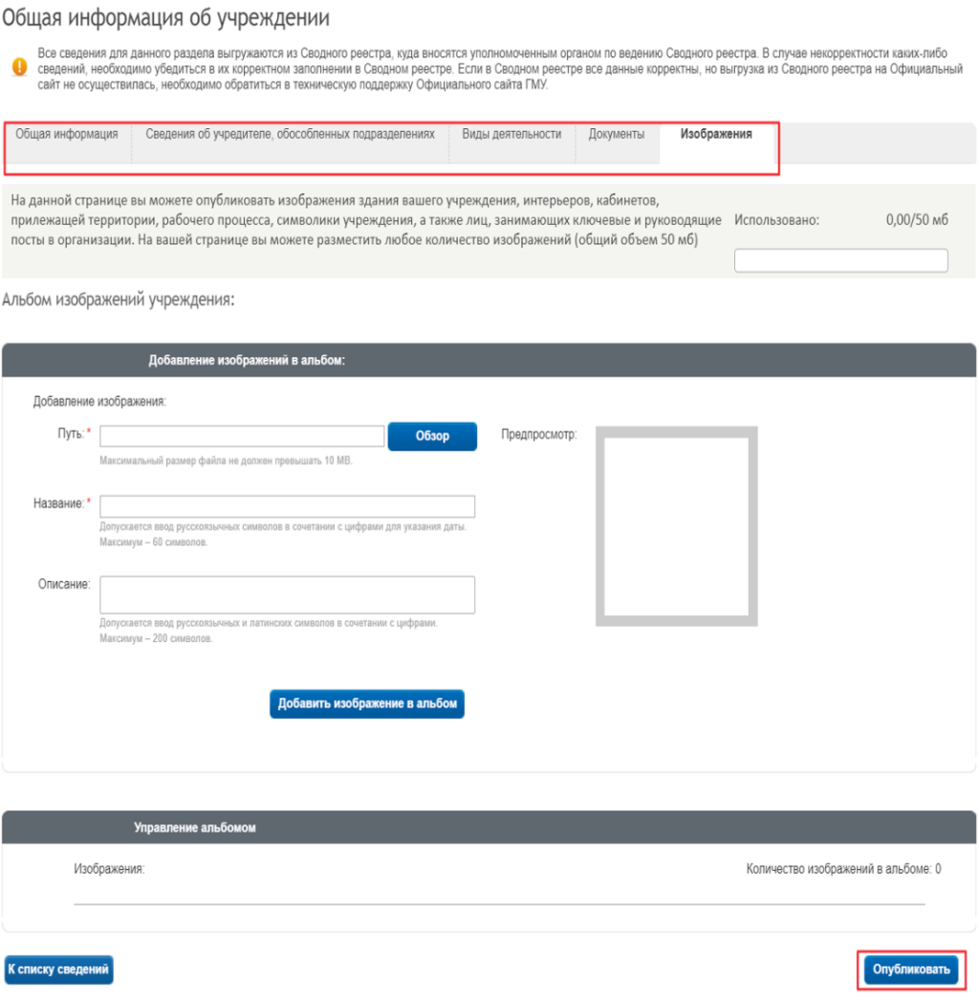 Общая информация об учреждении
Все сведения для данного раздела выгружаются из Сводного реестра, куда вносятся уполномоченным органом по ведению Сводного реестра. В случае некорректности каких-либо
сведений, необходимо убедиться в их корректном заполнении в Сводном реестре. Если в Сводном реестре все данные корректны, но выгрузка из Сводного реестра на Официальный
сайт не осуществилась, необходимо обратиться в техническую поддержку Официального сайта ГМУ.
Общая информация Сведения об учредителе, обособленных подразделениях Виды деятельности Документы Изображения
На данной странице вы можете опубликовать изображения здания вашего учреждения, интерьеров, кабинетов,
прилежащей территории, рабочего процесса, символики учреждения, а также лиц, занимающих ключевые и руководящие
посты в организации. На вашей странице вы можете разместить любое количество изображений (общий объем 50 мб)
Использовано: 0,00/50 мб
Альбом изображений учреждения:
Добавление изображений в альбом:
Добавление изображения:
Путь: * Обзор Предпросмотр:
Максимальный размер файла не должен превышать 10 МВ.
Название: *
Допускается ввод русскоязычных символов в сочетании с цифрами для указания даты.
Максимум – 60 символов.
Описание:
Допускается ввод русскоязычных и латинских символов в сочетании с цифрами.
Максимум – 200 символов.
Добавить изображение в альбом
Управление альбомом
Изображения: Количество изображений в альбоме: 0
К списку сведений Опубликовать